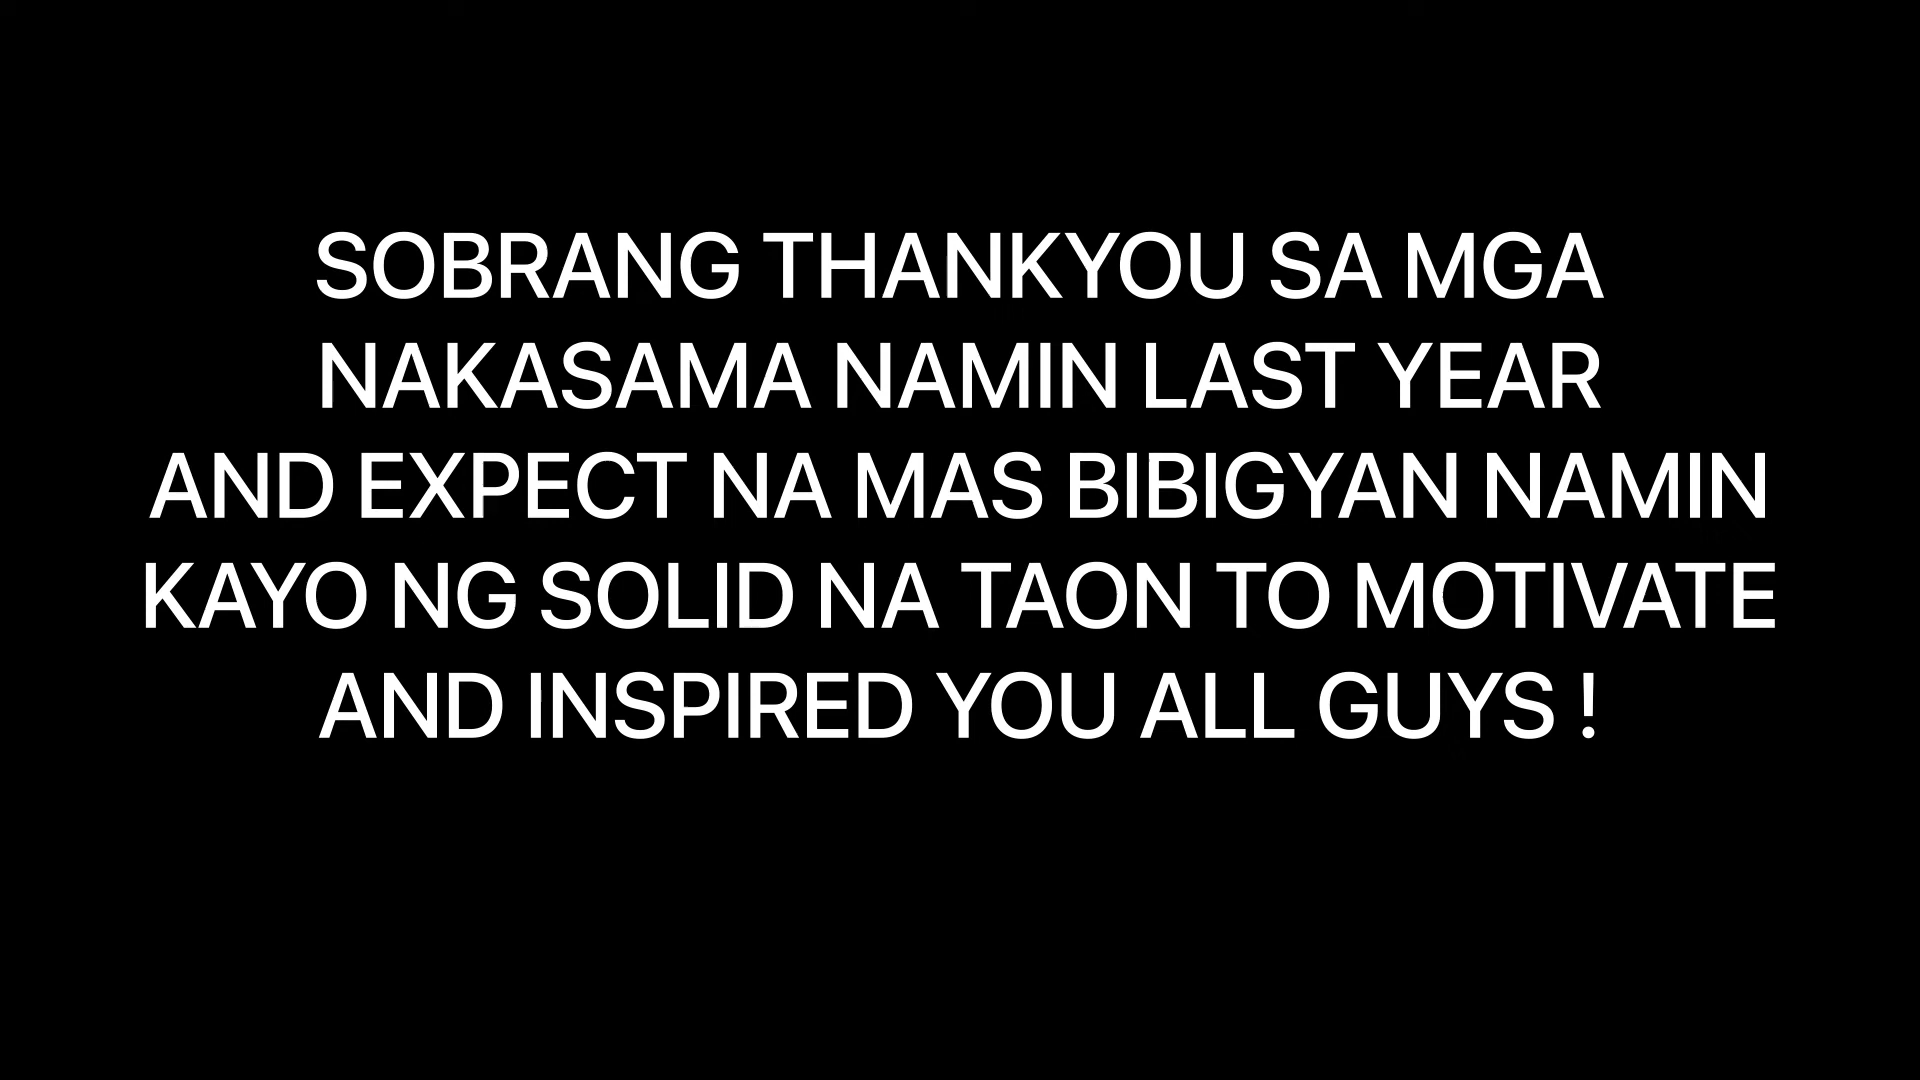 SOBRANG THANKYOU SA MGA
NAKASAMA NAMIN LAST YEAR
AND EXPECT NA MAS BIBIGYAN NAMIN
KAYO NG SOLID NA TAON TO MOTIVATE
AND INSPIRED YOU ALL GUYS !